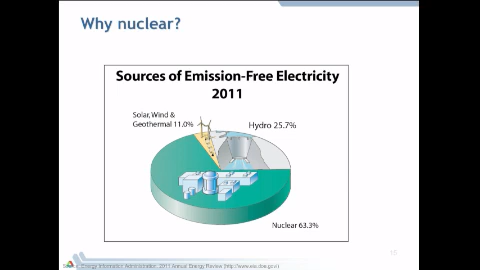 Why nuclear?
Sources of Emission-Free Electricity
2011
Solar, Wind &
Geothermal 11.0%
Hydro 25.7%
Nuclear 63.3%
Energy Information Administration, 2011 Annual Energy Review (http://www.eia.doe.gov/)